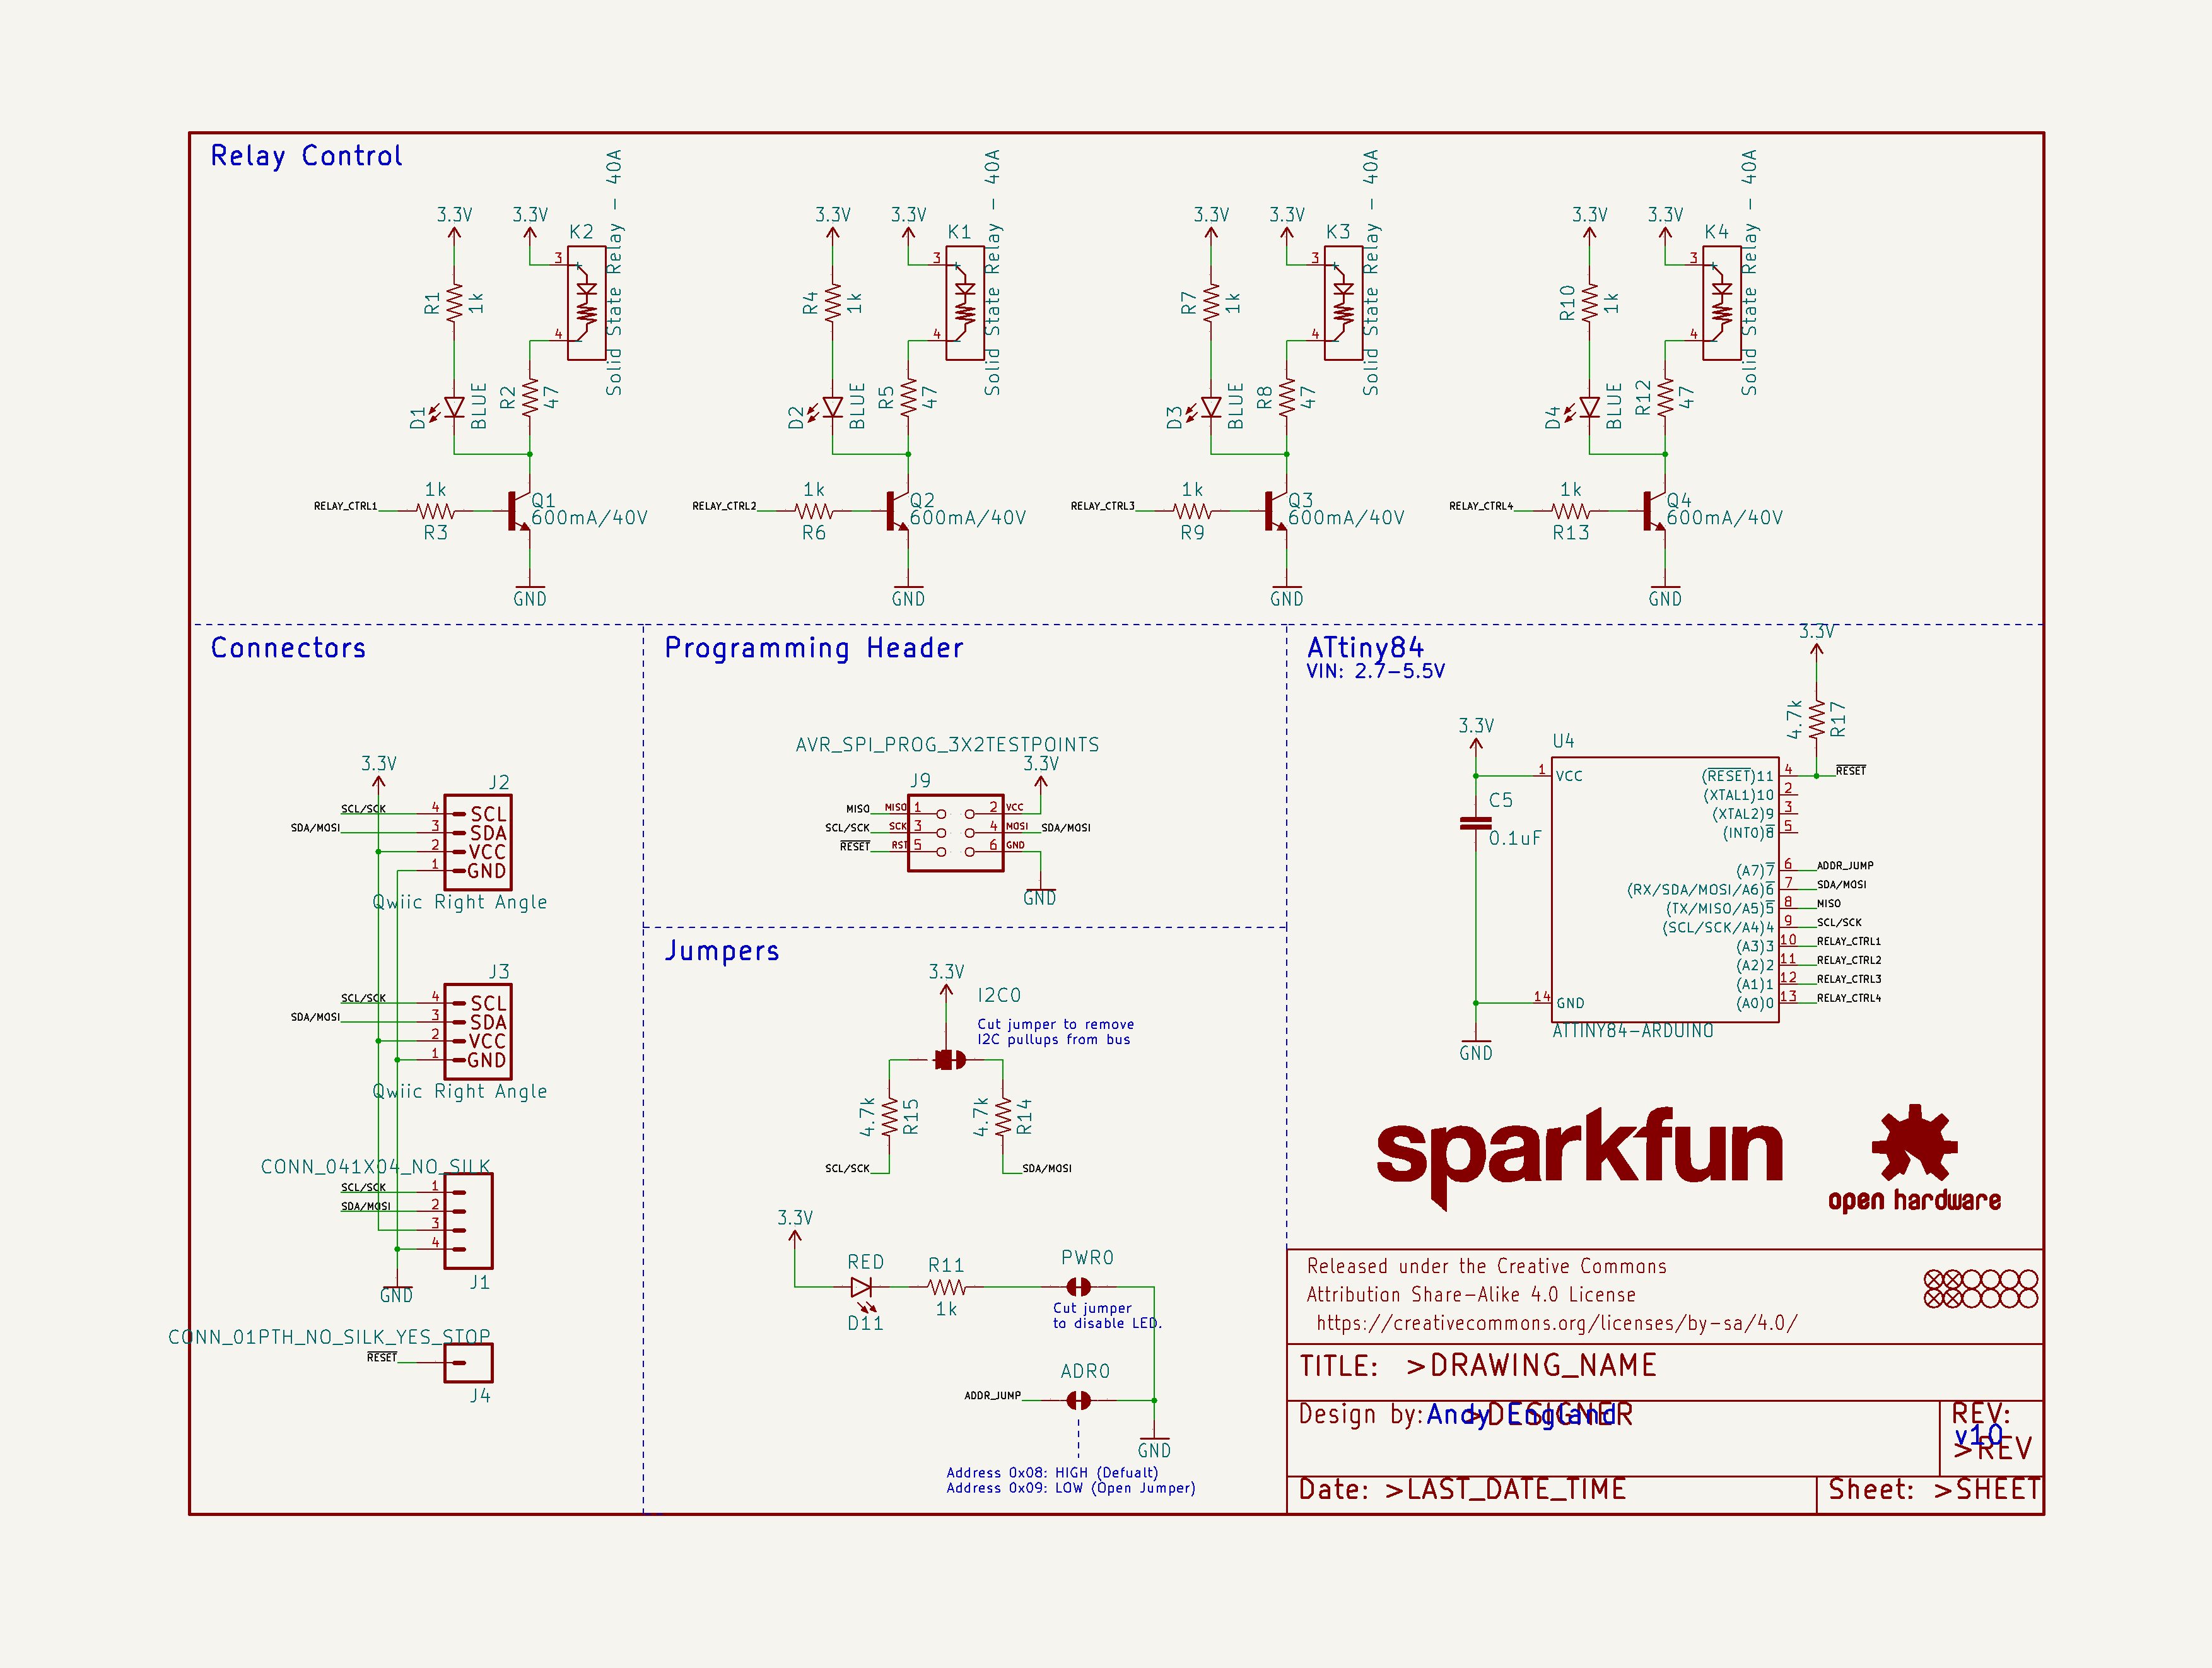 Relay Control
3.3V
3.3V
K2
Solid State Relay - 40A
3
4
R1
1k
D1
BLUE
R2
47
RELAY_CTRL1
1k
R3
Q1
600mA/40V
GND
3.3V
3.3V
K1
Solid State Relay - 40A
3
4
R4
1k
D2
BLUE
R5
47
RELAY_CTRL2
1k
R6
Q2
600mA/40V
GND
3.3V
3.3V
K3
Solid State Relay - 40A
3
4
R7
1k
D3
BLUE
R8
47
RELAY_CTRL3
1k
R9
Q3
600mA/40V
GND
3.3V
3.3V
K4
Solid State Relay - 40A
3
4
R10
1k
D4
BLUE
R12
47
RELAY_CTRL4
1k
R13
Q4
600mA/40V
GND
Connectors
3.3V
J2
SCL/SCK 4 SCL
SDA/MOSI 3 SDA
2 VCC
1 GND
Qwiic Right Angle
J3
SCL/SCK 4 SCL
SDA/MOSI 3 SDA
2 VCC
1 GND
Qwiic Right Angle
CONN_041X04_NO_SILK
SCL/SCK 1
SDA/MOSI 2
3
4
J1
GND
CONN_01PTH_NO_SILK_YES_STOP
RESET
J4
Programming Header
AVR_SPI_PROG_3X2TESTPOINTS
3.3V
J9
MISO MISO 1 2 VCC
SCL/SCK SCK 3 4 MOSI SDA/MOSI
RESET RST 5 6 GND
GND
Jumpers
3.3V
I2C0
Cut jumper to remove
I2C pullups from bus
4.7k
R15
4.7k
R14
SCL/SCK
SDA/MOSI
3.3V
RED
D11
R11
1k
PWR0
Cut jumper
to disable LED.
ADR0
ADDR_JUMP
GND
Address 0x08: HIGH (Defualt)
Address 0x09: LOW (Open Jumper)
ATtiny84
VIN: 2.7-5.5V
3.3V
4.7k
R17
3.3V
U4
C5
0.1uF
1 VCC
14 GND
GND
(RESET)11 4 RESET
(XTAL1)10 2
(XTAL2)9 3
(INT0)8 5
(A7)7 6 ADDR_JUMP
(RX/SDA/MOSI/A6)6 7 SDA/MOSI
(TX/MISO/A5)5 8 MISO
(SCL/SCK/A4)4 9 SCL/SCK
(A3)3 10 RELAY_CTRL1
(A2)2 11 RELAY_CTRL2
(A1)1 12 RELAY_CTRL3
(A0)0 13 RELAY_CTRL4
ATTINY84-ARDUINO
sparkfun
open hardware
Released under the Creative Commons
Attribution Share-Alike 4.0 License
https://creativecommons.org/licenses/by-sa/4.0/
TITLE: >DRAWING_NAME
Design by: Andy England
>DESIGNER
REV:
v10
>REV
Date: >LAST_DATE_TIME
Sheet: >SHEET